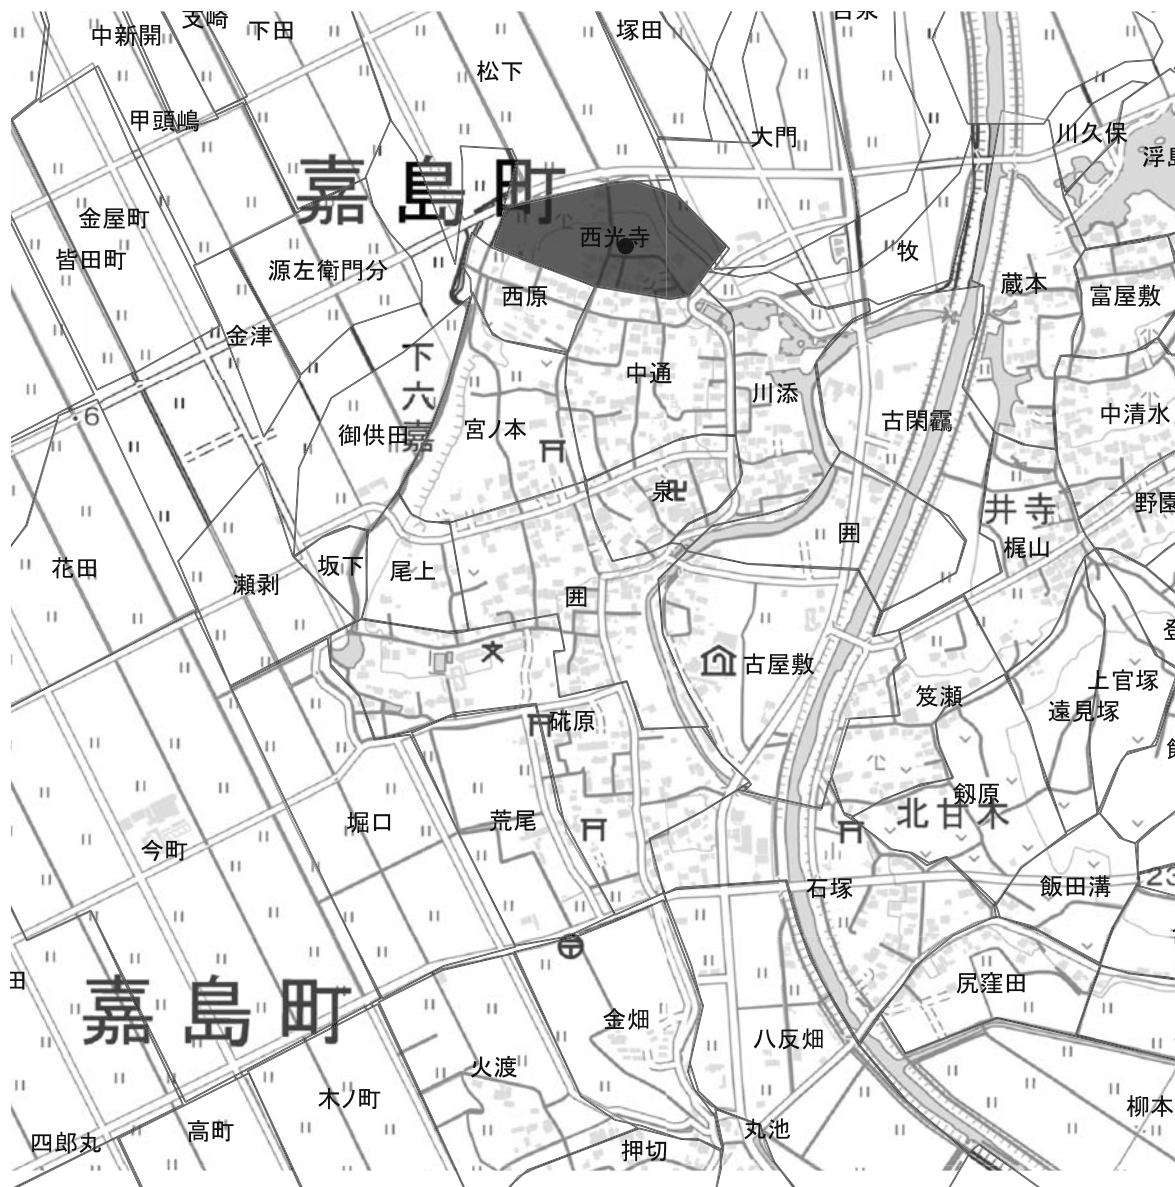 支崎
中新開
下田
塚田
松下
甲頭嶋
大門
川久保
嘉島町
金屋町
皆田町
源左衛門分
西光寺
牧
蔵本
西原
富屋敷
金津
下六嘉
中通
川添
・6
御供田
宮ノ本
中清水
泉
井寺
野園
囲
梶山
花田
坂下
尾上
瀬剥
囲
古屋敷
上官塚
笈瀬
遠見塚
硴原
剱原
北甘木
堀口
荒尾
今町
石塚
飯田溝
23
田
嘉島町
尻窪田
金畑
八反畑
火渡
木ノ町
柳本
高町
四郎丸
丸池
押切